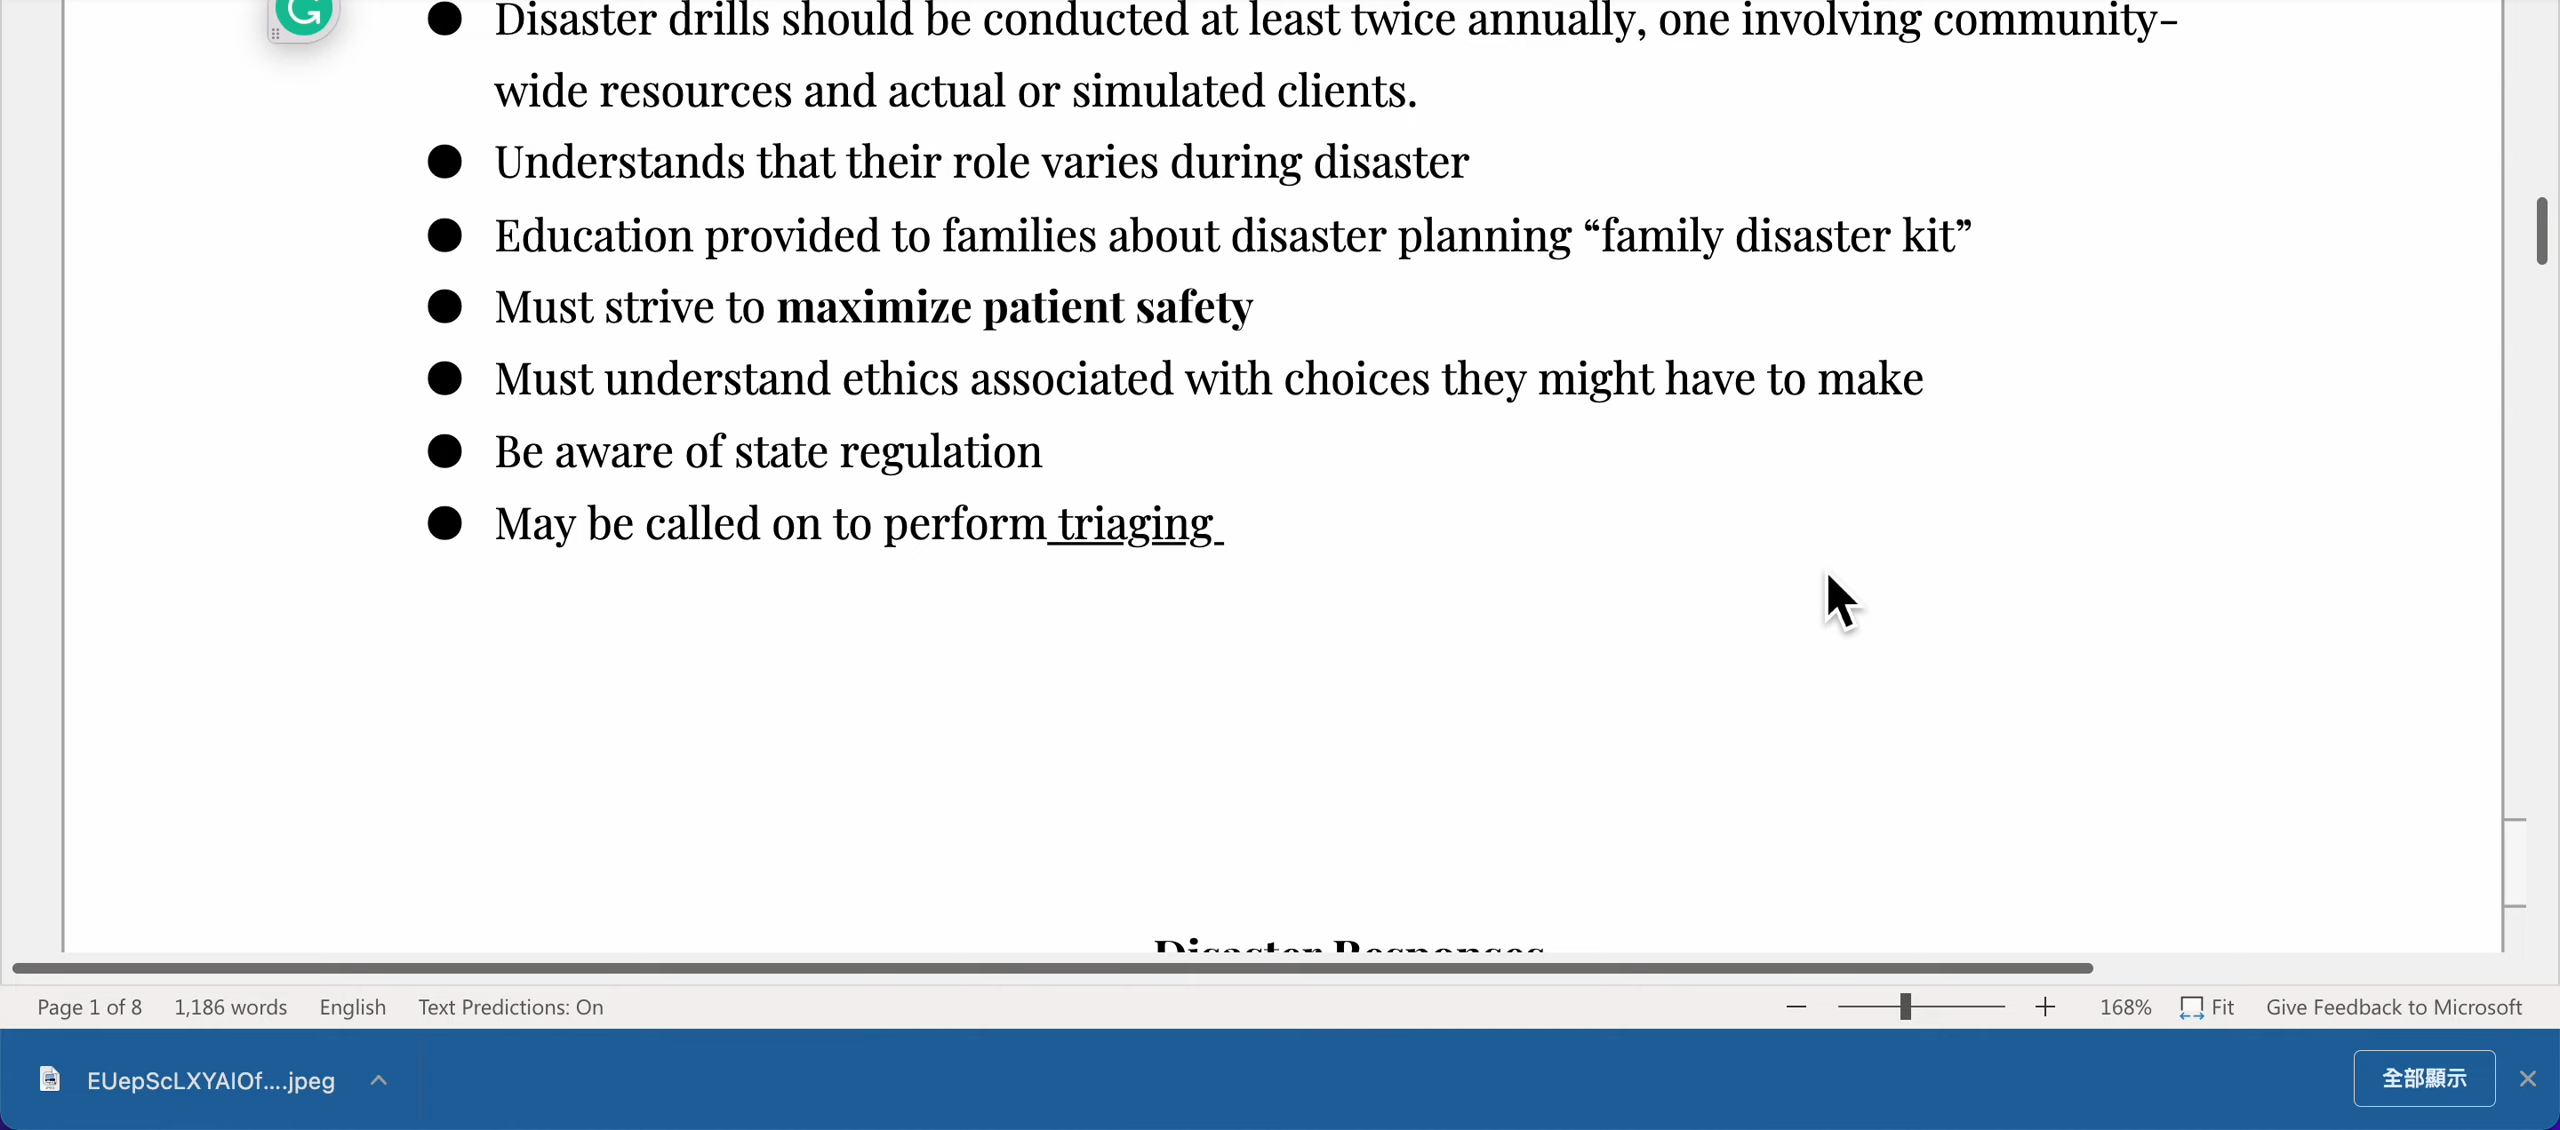 ● Disaster drills should be conducted at least twice annually, one involving community-
wide resources and actual or simulated clients.
● Understands that their role varies during disaster
● Education provided to families about disaster planning “family disaster kit”
● Must strive to maximize patient safety
● Must understand ethics associated with choices they might have to make
● Be aware of state regulation
● May be called on to perform triaging
Disaster Responses
Page 1 of 8 1,186 words English Text Predictions: On 168% Fit Give Feedback to Microsoft
EUepScLXYAIOf....jpeg 全部顯示